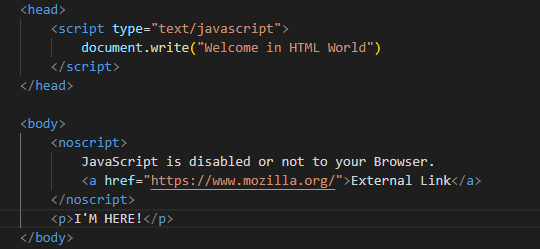 <head>
<script type="text/javascript">
document.write("Welcome in HTML World")
</script>
</head>
<body>
<noscript>
JavaScript is disabled or not to your Browser.
<a href="https://www.mozilla.org/">External Link</a>
</noscript>
<p>I'M HERE!</p>
</body>